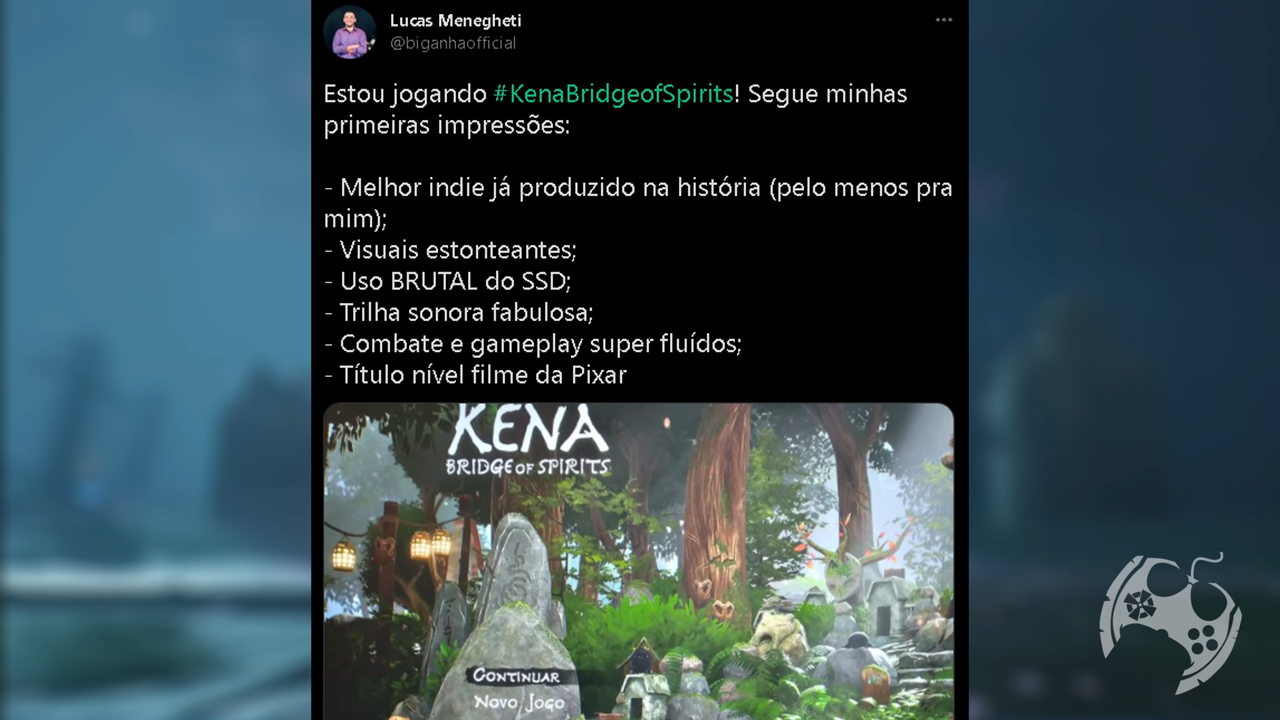 Lucas Menegheti
@biganhaofficial
Estou jogando #KenaBridgeofSpirits! Segue minhas
primeiras impressões:
- Melhor indie já produzido na história (pelo menos pra
mim);
- Visuais estonteantes;
- Uso BRUTAL do SSD;
- Trilha sonora fabulosa;
- Combate e gameplay super fluídos;
- Título nível filme da Pixar
KENA
BRIDGE OF SPIRITS
CONTINUAR
NOVO JOGO